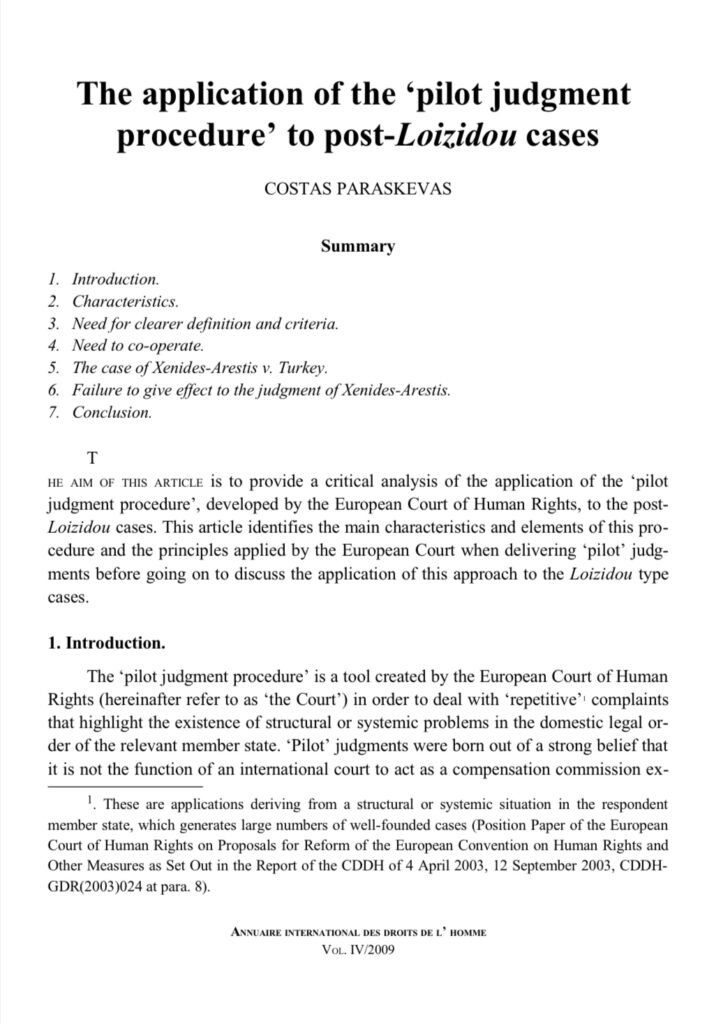 The application of the ‘pilot judgment
procedure’ to post-Loizidou cases
COSTAS PARASKEVAS
Summary
1. Introduction.
2. Characteristics.
3. Need for clearer definition and criteria.
4. Need to co-operate.
5. The case of Xenides-Arestis v. Turkey.
6. Failure to give effect to the judgment of Xenides-Arestis.
7. Conclusion.
T
HE AIM OF THIS ARTICLE is to provide a critical analysis of the application of the ‘pilot
judgment procedure’, developed by the European Court of Human Rights, to the post-
Loizidou cases. This article identifies the main characteristics and elements of this pro-
cedure and the principles applied by the European Court when delivering ‘pilot’ judg-
ments before going on to discuss the application of this approach to the Loizidou type
cases.
1. Introduction.
The ‘pilot judgment procedure’ is a tool created by the European Court of Human
Rights (hereinafter refer to as ‘the Court’) in order to deal with ‘repetitive’1 complaints
that highlight the existence of structural or systemic problems in the domestic legal or-
der of the relevant member state. ‘Pilot’ judgments were born out of a strong belief that
it is not the function of an international court to act as a compensation commission ex-
1. These are applications deriving from a structural or systemic situation in the respondent
member state, which generates large numbers of well-founded cases (Position Paper of the European
Court of Human Rights on Proposals for Reform of the European Convention on Human Rights and
Other Measures as Set Out in the Report of the CDDH of 4 April 2003, 12 September 2003, CDDH-
GDR(2003)024 at para. 8).
ANNUAIRE INTERNATIONAL DES DROITS DE L’ HOMME
VOL. IV/2009